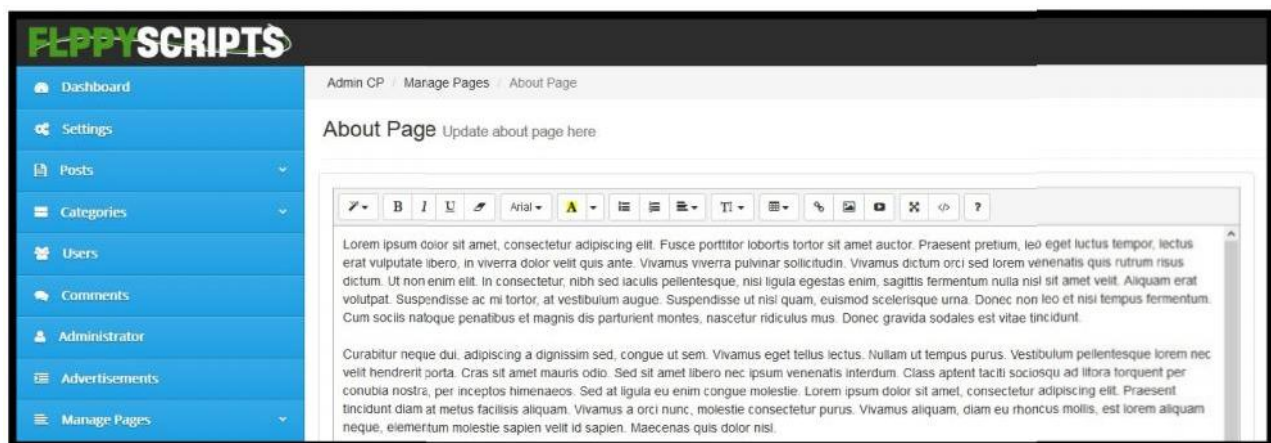 FLPPYSCRIPTS
Dashboard
Settings
Posts
Categories
Users
Comments
Administrator
Advertisements
Manage Pages
Admin CP / Manage Pages / About Page
About Page Update about page here
B I U Arial A TI </> ?
Lorem ipsum dolor sit amet, consectetur adipiscing elit. Fusce porttitor lobortis tortor sit amet auctor. Praesent pretium, leo eget luctus tempor, lectus
erat vulputate libero, in viverra dolor velit quis ante. Vivamus viverra pulvinar sollicitudin. Vivamus dictum orci sed lorem venenatis quis rutrum risus
dictum. Ut non enim elit. In consectetur, nibh sed iaculis pellentesque, nisi ligula egestas enim, sagittis fermentum nulla nisl sit amet velit. Aliquam erat
volutpat. Suspendisse ac mi tortor, at vestibulum augue. Suspendisse ut nisl quam, euismod scelerisque urna. Donec non leo et nisi tempus fermentum.
Cum sociis natoque penatibus et magnis dis parturient montes, nascetur ridiculus mus. Donec gravida sodales est vitae tincidunt.
Curabitur neque dui, adipiscing a dignissim sed, congue ut sem. Vivamus eget tellus lectus. Nullam ut tempus purus. Vestibulum pellentesque lorem nec
velit hendrerit porta. Cras sit amet mauris odio. Sed sit amet libero nec ipsum venenatis interdum. Class aptent taciti sociosqu ad litora torquent per
conubia nostra, per inceptos himenaeos. Sed at ligula eu enim congue molestie. Lorem ipsum dolor sit amet, consectetur adipiscing elit. Praesent
tincidunt diam at metus facilisis aliquam. Vivamus a orci nunc, molestie consectetur purus. Vivamus aliquam, diam eu rhoncus mollis, est lorem aliquam
neque, elementum molestie sapien velit id sapien. Maecenas quis dolor nisl.